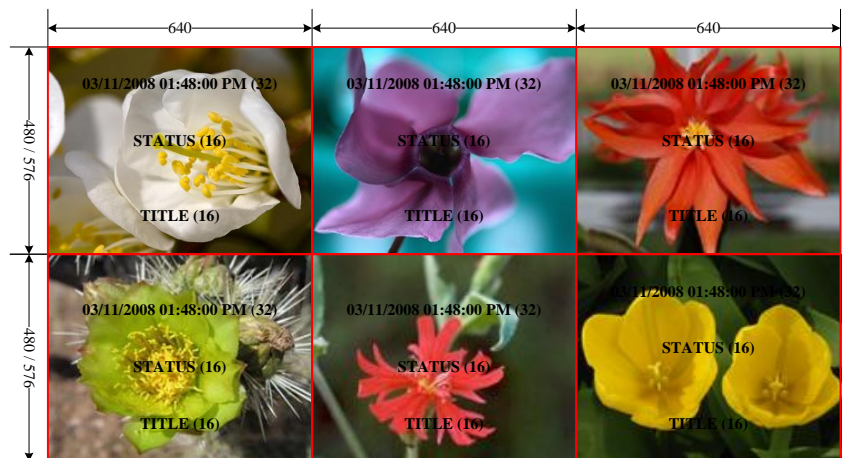 640 640 640
480 / 576
03/11/2008 01:48:00 PM (32) 03/11/2008 01:48:00 PM (32) 03/11/2008 01:48:00 PM (32)
STATUS (16) STATUS (16) STATUS (16)
TITLE (16) TITLE (16) TITLE (16)
480 / 576
03/11/2008 01:48:00 PM (32) 03/11/2008 01:48:00 PM (32) 03/11/2008 01:48:00 PM (32)
STATUS (16) STATUS (16) STATUS (16)
TITLE (16) TITLE (16) TITLE (16)